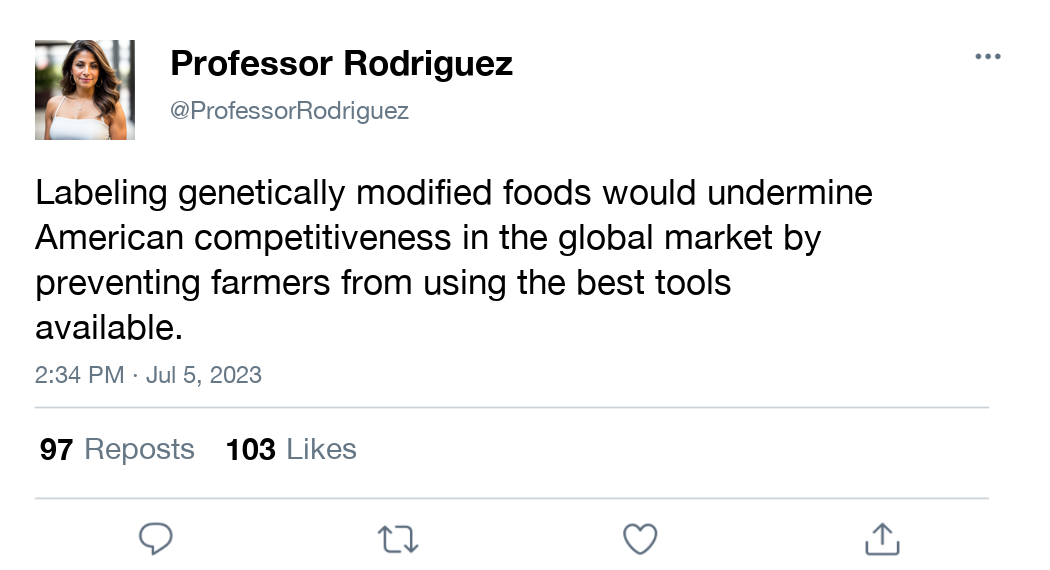 Professor Rodriguez
@ProfessorRodriguez
Labeling genetically modified foods would undermine
American competitiveness in the global market by
preventing farmers from using the best tools
available.
2:34 PM · Jul 5, 2023
97 Reposts 103 Likes